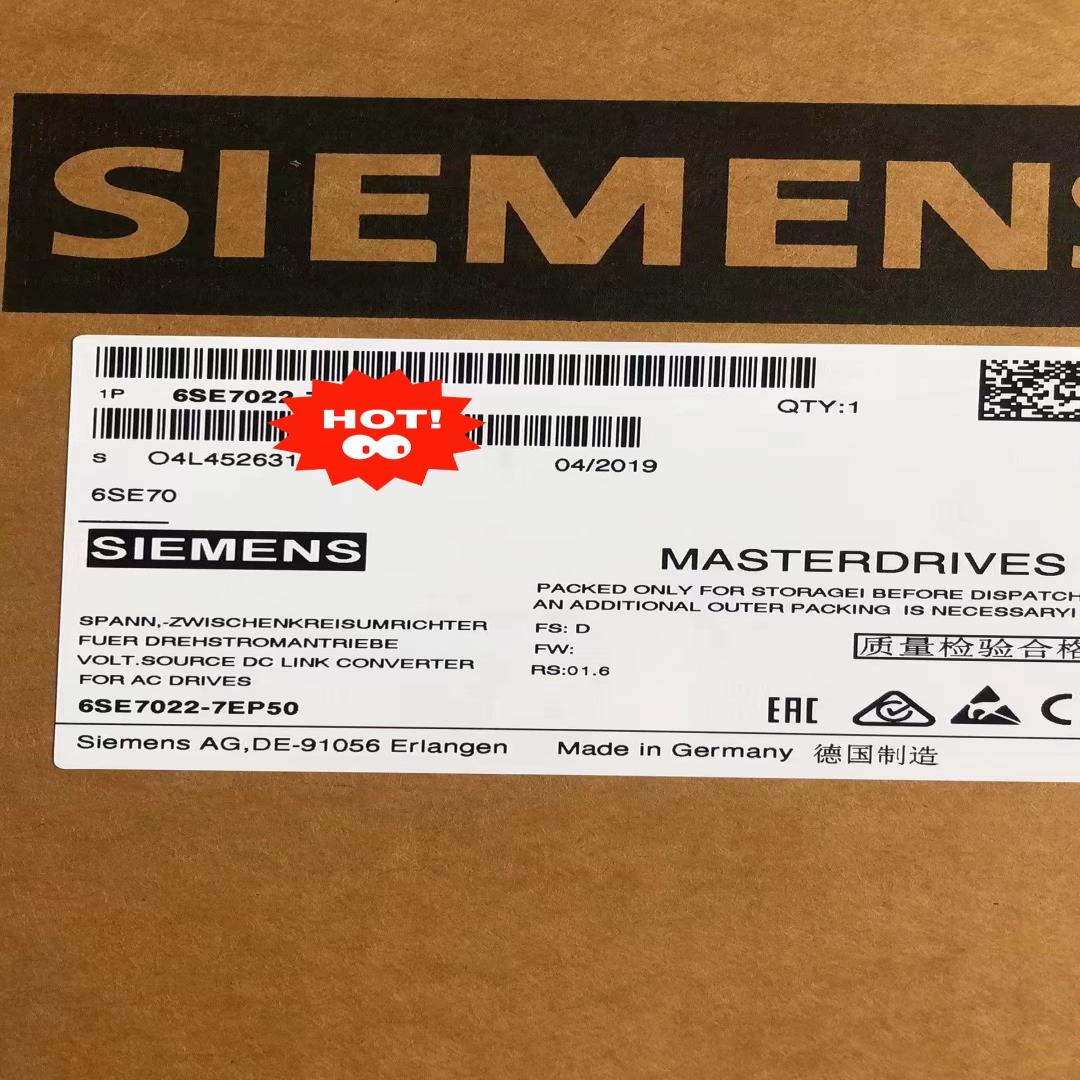 SIEMENS
1P 6SE7022-7
QTY:1
HOT!
S O4L452631
04/2019
6SE70
SIEMENS
MASTERDRIVES
PACKED ONLY FOR STORAGEI BEFORE DISPATCH
AN ADDITIONAL OUTER PACKING IS NECESSARYI
SPANN,-ZWISCHENKREISUMRICHTER
FUER DREHSTROMANTRIEBE
VOLT.SOURCE DC LINK CONVERTER
FOR AC DRIVES
6SE7022-7EP50
FS: D
FW:
RS:01.6
质量检验合格
EAC
Siemens AG,DE-91056 Erlangen Made in Germany 德国制造